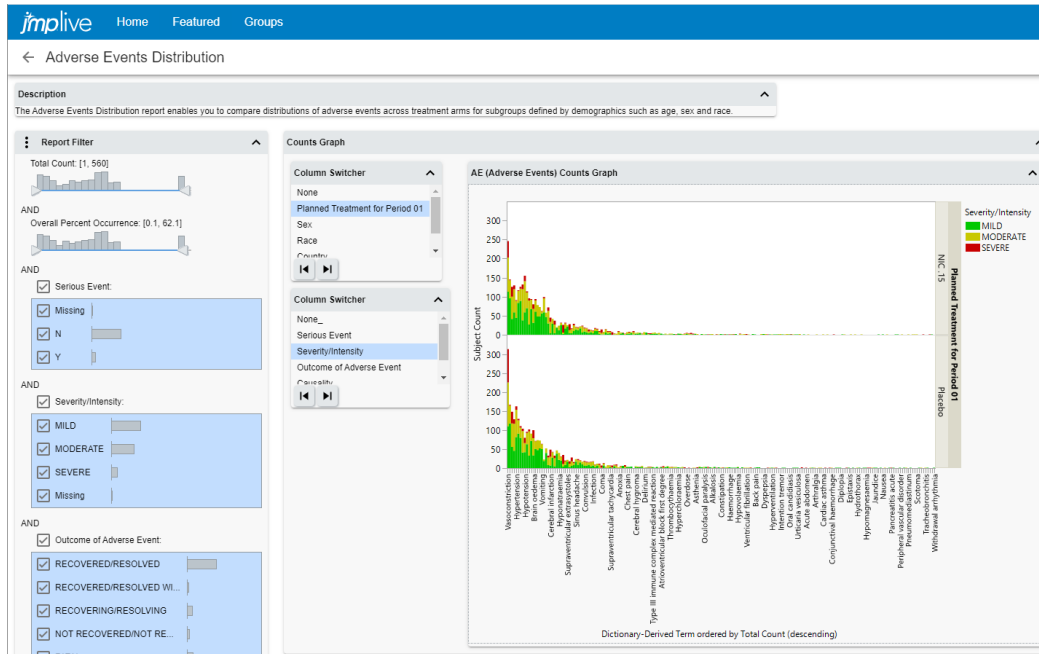 jmp live Home Featured Groups
← Adverse Events Distribution
Description
The Adverse Events Distribution report enables you to compare distributions of adverse events across treatment arms for subgroups defined by demographics such as age, sex and race.
Report Filter
Total Count: [1, 560]
AND
Overall Percent Occurrence: [0.1, 62.1]
AND
Serious Event:
Missing
N
Y
AND
Severity/Intensity:
MILD
MODERATE
SEVERE
Missing
AND
Outcome of Adverse Event:
RECOVERED/RESOLVED
RECOVERED/RESOLVED WI...
RECOVERING/RESOLVING
NOT RECOVERED/NOT RE...
Counts Graph
Column Switcher
None
Planned Treatment for Period 01
Sex
Race
Country
Column Switcher
None_
Serious Event
Severity/Intensity
Outcome of Adverse Event
Causality
AE (Adverse Events) Counts Graph
Severity/Intensity
MILD
MODERATE
SEVERE
Subject Count
300
250
200
150
100
50
0
300
250
200
150
100
50
0
NIC .15
Placebo
Planned Treatment for Period 01
Vasoconstriction
Hypertension
Hypotension
Brain oedema
Vomiting
Cerebral infarction
Hyponatraemia
Supraventricular extrasystoles
Sinus headache
Convulsion
Infection
Coma
Supraventricular tachycardia
Anoxia
Chest pain
Cerebral hygroma
Delirium
Type III immune complex mediated reaction
Atrioventricular block first degree
Thrombocythaemia
Hyperchloraemia
Overdose
Asthenia
Oculofacial paralysis
Alkalosis
Constipation
Haemorrhage
Hypovolaemia
Ventricular fibrillation
Back pain
Dyspepsia
Hyperventilation
Intention tremor
Oral candidiasis
Urticaria vesiculosa
Acute abdomen
Arthralgia
Cardiac asthma
Conjunctival haemorrhage
Diplopia
Epistaxis
Hydrothorax
Hypomagnesaemia
Jaundice
Nausea
Pancreatitis acute
Peripheral vascular disorder
Pneumomediastinum
Scotoma
Tracheobronchitis
Withdrawal arrhythmia
Dictionary-Derived Term ordered by Total Count (descending)